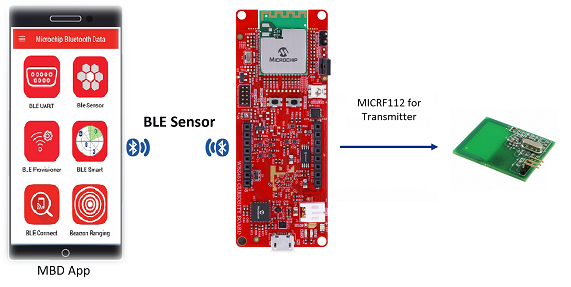 Microchip Bluetooth Data
BLE UART
BLE Sensor
BLE Provisioner
BLE Smart
BLE Connect
Beacon Ranging
MBD App
BLE Sensor
MICROCHIP
MICRF112 for
Transmitter